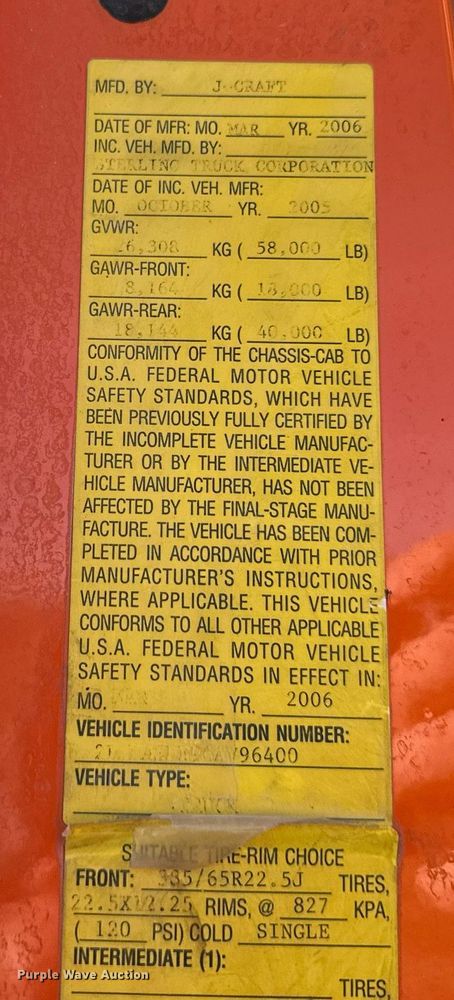 MFD. BY: J-CRAFT
DATE OF MFR: MO. MAR YR. 2006
INC. VEH. MFD. BY:
STERLING TRUCK CORPORATION
DATE OF INC. VEH. MFR:
MO. OCTOBER YR. 2005
GVWR:
KG ( 58,000 LB)
GAWR-FRONT:
8,164 KG ( 18,000 LB)
GAWR-REAR:
18,144 KG ( 40,000 LB)
CONFORMITY OF THE CHASSIS-CAB TO
U.S.A. FEDERAL MOTOR VEHICLE
SAFETY STANDARDS, WHICH HAVE
BEEN PREVIOUSLY FULLY CERTIFIED BY
THE INCOMPLETE VEHICLE MANUFAC-
TURER OR BY THE INTERMEDIATE VE-
HICLE MANUFACTURER, HAS NOT BEEN
AFFECTED BY THE FINAL-STAGE MANU-
FACTURE. THE VEHICLE HAS BEEN COM-
PLETED IN ACCORDANCE WITH PRIOR
MANUFACTURER'S INSTRUCTIONS,
WHERE APPLICABLE. THIS VEHICLE
CONFORMS TO ALL OTHER APPLICABLE
U.S.A. FEDERAL MOTOR VEHICLE
SAFETY STANDARDS IN EFFECT IN:
MO. MAR YR. 2006
VEHICLE IDENTIFICATION NUMBER:
VEHICLE TYPE:
TRUCK
SUITABLE TIRE-RIM CHOICE
FRONT: 385/65R22.5J TIRES,
22.5X12.25 RIMS, @ 827 KPA,
( 120 PSI) COLD SINGLE
INTERMEDIATE (1):
TIRES,
Purple Wave Auction